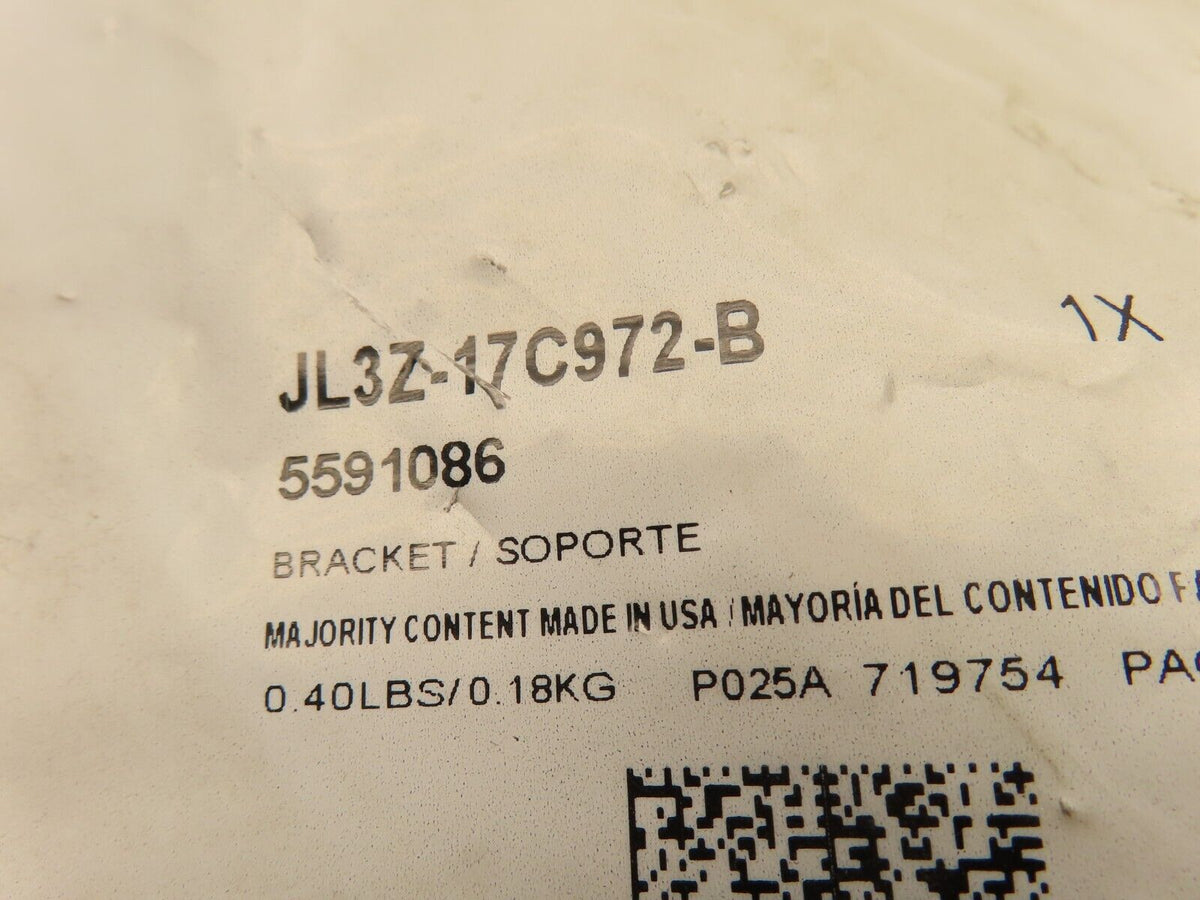 JL3Z-17C972-B 1X
5591086
BRACKET / SOPORTE
MAJORITY CONTENT MADE IN USA / MAYORÍA DEL CONTENIDO
0.40LBS/0.18KG P025A 719754